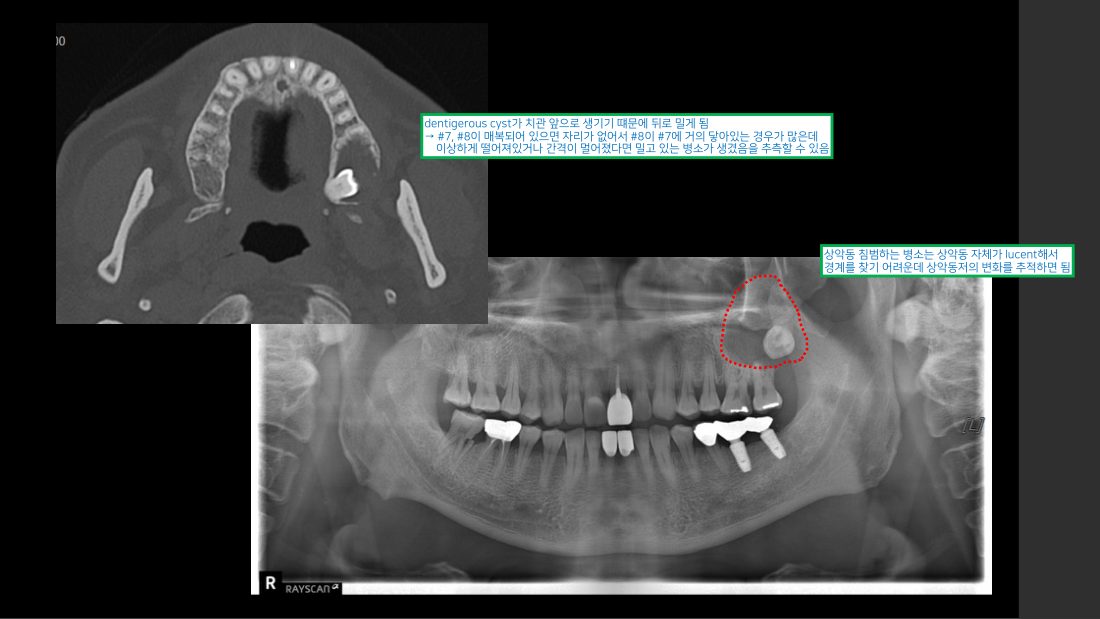 00
dentigerous cyst가 치관 앞으로 생기기 떄문에 뒤로 밀게 됨
→ #7, #8이 매복되어 있으면 자리가 없어서 #8이 #7에 거의 닿아있는 경우가 많은데
이상하게 떨어져있거나 간격이 멀어졌다면 밀고 있는 병소가 생겼음을 추측할 수 있음
상악동 침범하는 병소는 상악동 자체가 lucent해서
경계를 찾기 어려운데 상악동저의 변화를 추적하면 됨
[L]
R
RAYSCAN α